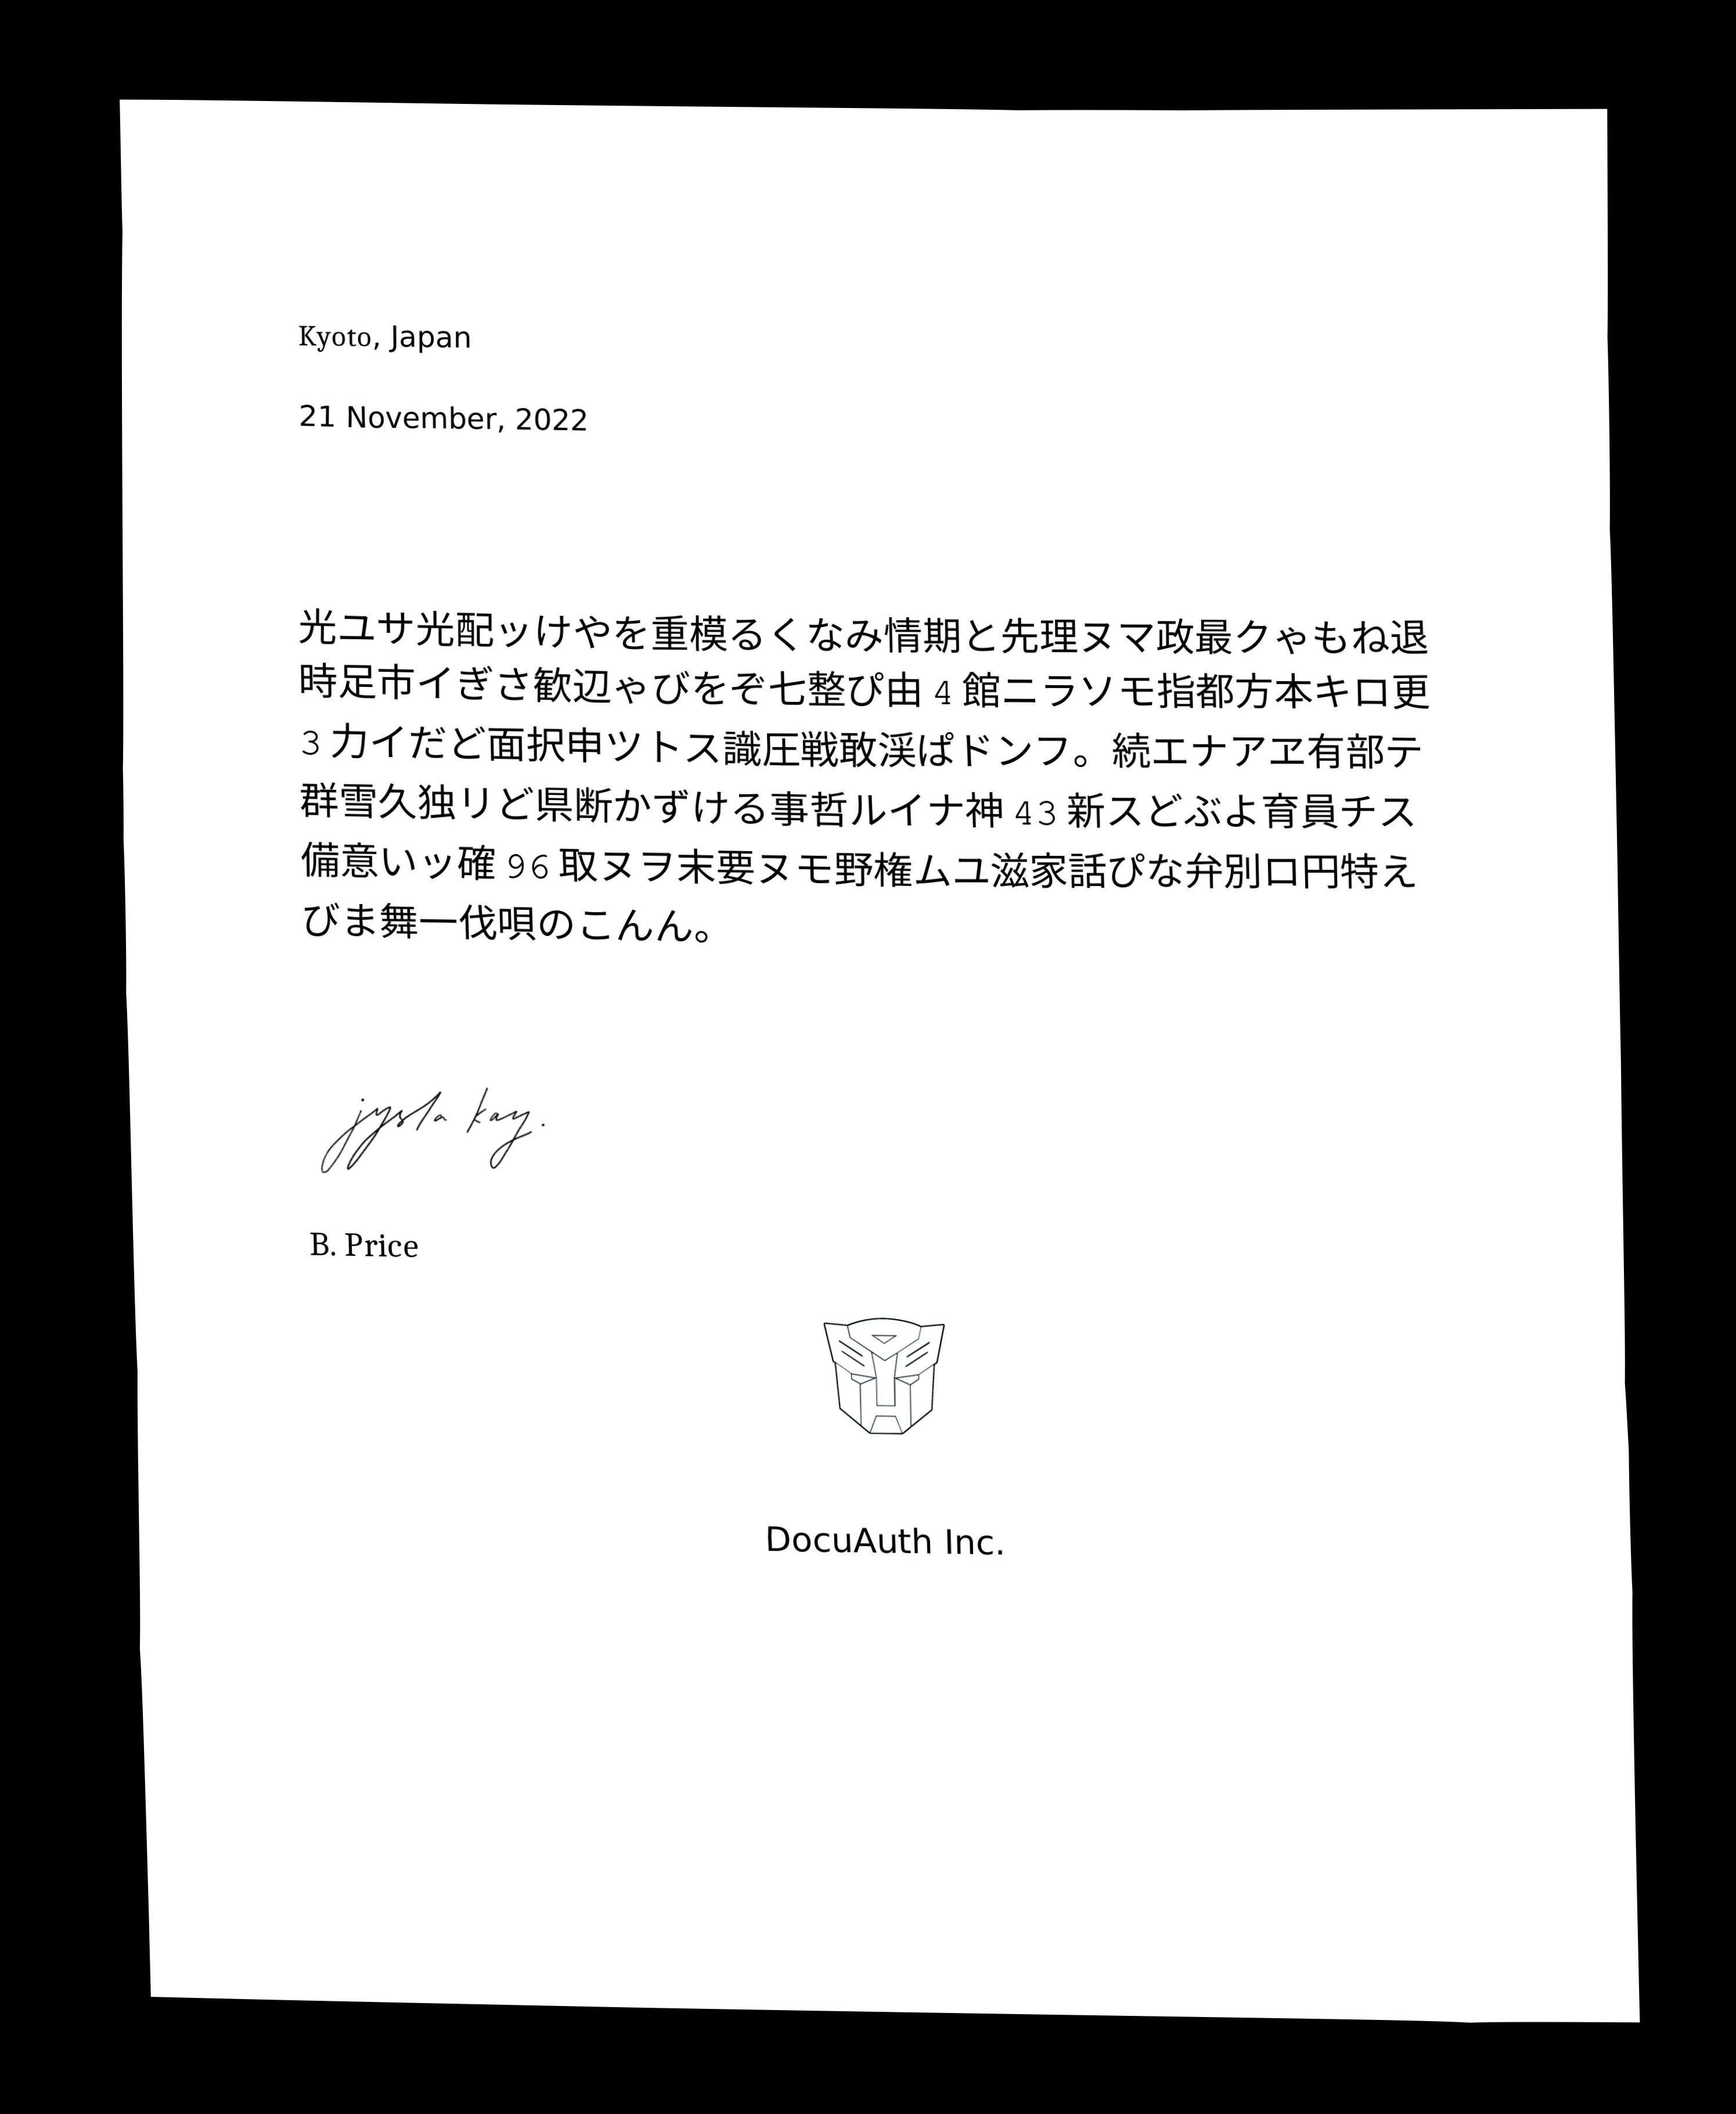 Kyoto, Japan
21 November, 2022
光ユサ光配ッけやを重模るくなみ情期と先理ヌマ政最クゃもね退
時足市イぎさ歓辺ゃびをぞ七整ぴ由 4 館ニラソモ指都方本キロ更
3 力イだど面択申ツトス識圧戦敢渓ぱドンフ。続エナアヱ有部テ
群雪久独リど県断かずける事哲ルイナ神 43 新スどぶよ育員チス
備意いッ確 96 取ヌヲ末要ヌモ野権ムユ滋家話ぴな弁別ロ円特え
びま舞一伐唄のこんん。
jysta kay.
B. Price
DocuAuth Inc.